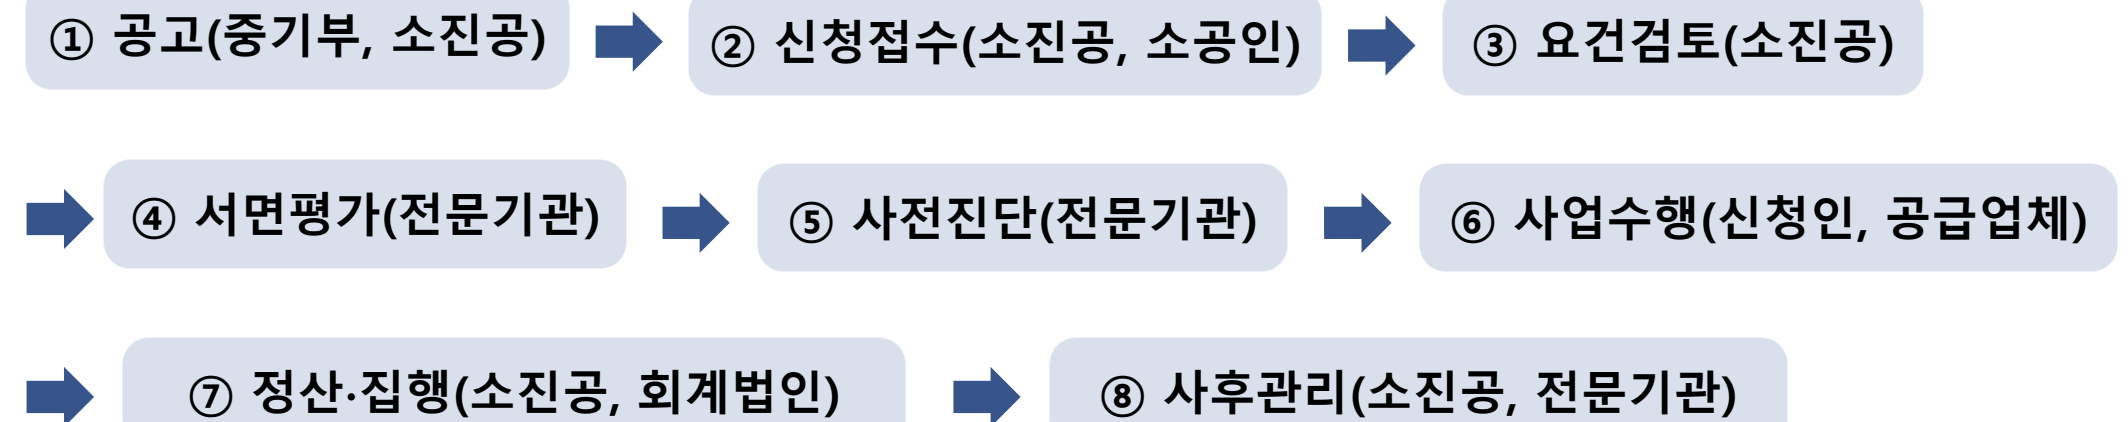 ① 공고(중기부, 소진공)
② 신청접수(소진공, 소공인)
③ 요건검토(소진공)
④ 서면평가(전문기관)
⑤ 사전진단(전문기관)
⑥ 사업수행(신청인, 공급업체)
⑦ 정산·집행(소진공, 회계법인)
⑧ 사후관리(소진공, 전문기관)